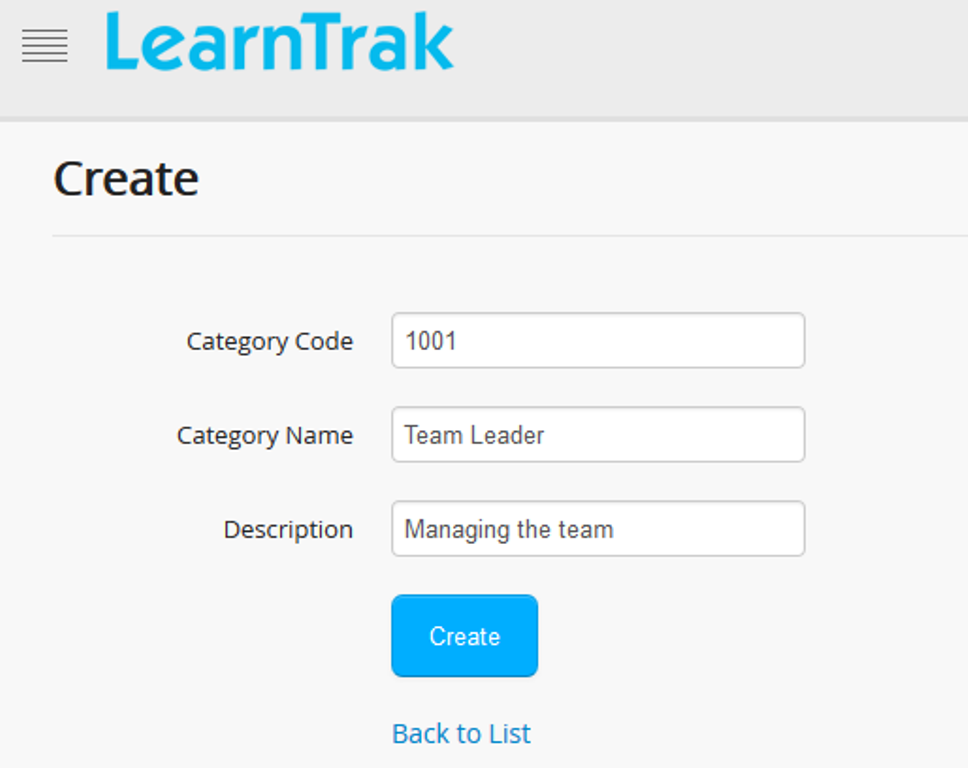 LearnTrak
Create
Category Code 1001
Category Name Team Leader
Description Managing the team
Create
Back to List